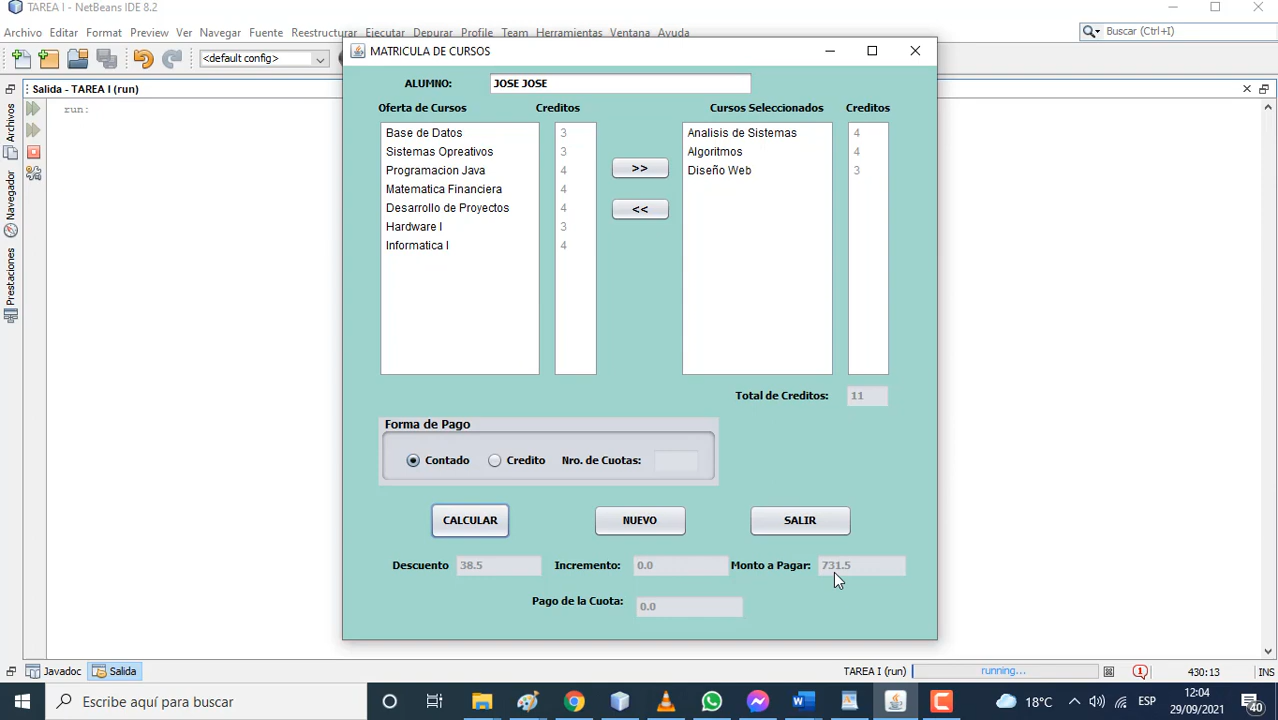 TAREA I - NetBeans IDE 8.2
Archivo Editar Format Preview Ver Navegar Fuente Reestructurar Ejecutar Depurar Profile Team Herramientas Ventana Ayuda
Buscar (Ctrl+I)
<default config>
MATRICULA DE CURSOS
Salida - TAREA I (run)
run:
Archivos
Navegador
Prestaciones
ALUMNO: JOSE JOSE
Oferta de Cursos Creditos Cursos Seleccionados Creditos
Base de Datos 3
Sistemas Opreativos 3
Programacion Java 4
Matematica Financiera 4
Desarrollo de Proyectos 4
Hardware I 3
Informatica I 4
>>
<<
Analisis de Sistemas 4
Algoritmos 4
Diseño Web 3
Total de Creditos: 11
Forma de Pago
Contado Credito Nro. de Cuotas:
CALCULAR NUEVO SALIR
Descuento 38.5 Incremento: 0.0 Monto a Pagar: 731.5
Pago de la Cuota: 0.0
Javadoc Salida TAREA I (run) running... 430:13 INS
Escribe aquí para buscar
18°C ESP 12:04
29/09/2021
40